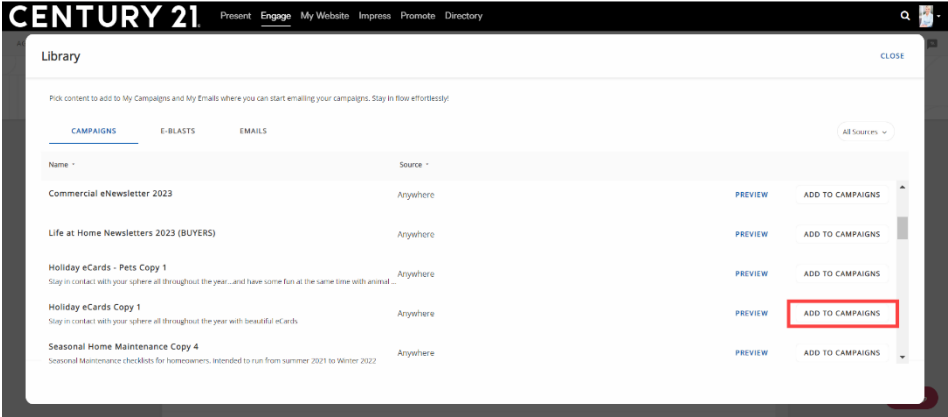 CENTURY 21. Present Engage My Website Impress Promote Directory
Library
CLOSE
Pick content to add to My Campaigns and My Emails where you can start emailing your campaigns. Stay in flow effortlessly!
CAMPAIGNS E-BLASTS EMAILS All Sources
Name Source
Commercial eNewsletter 2023 Anywhere PREVIEW ADD TO CAMPAIGNS
Life at Home Newsletters 2023 (BUYERS) Anywhere PREVIEW ADD TO CAMPAIGNS
Holiday eCards - Pets Copy 1 Anywhere PREVIEW ADD TO CAMPAIGNS
Stay in contact with your sphere all throughout the year...and have some fun at the same time with animal ...
Holiday eCards Copy 1 Anywhere PREVIEW ADD TO CAMPAIGNS
Stay in contact with your sphere all throughout the year with beautiful eCards
Seasonal Home Maintenance Copy 4 Anywhere PREVIEW ADD TO CAMPAIGNS
Seasonal Maintenance checklists for homeowners. Intended to run from summer 2021 to Winter 2022